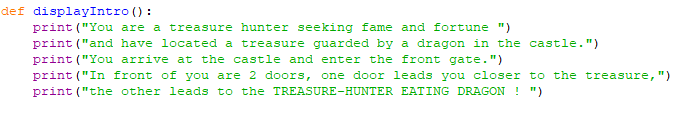 def displayIntro():
    print("You are a treasure hunter seeking fame and fortune ")
    print("and have located a treasure guarded by a dragon in the castle.")
    print("You arrive at the castle and enter the front gate.")
    print("In front of you are 2 doors, one door leads you closer to the treasure,")
    print("the other leads to the TREASURE-HUNTER EATING DRAGON ! ")